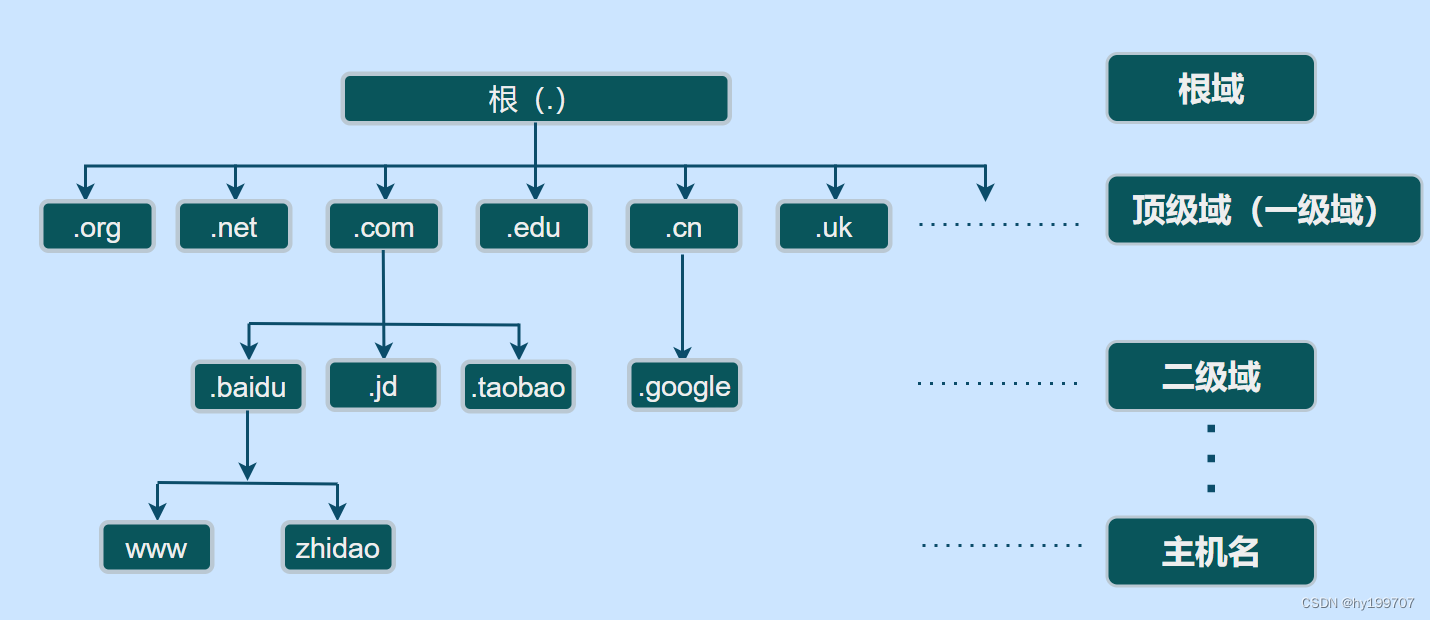 根（.）
根域
.org
.net
.com
.edu
.cn
.uk
顶级域（一级域）
.baidu
.jd
.taobao
.google
二级域
www
zhidao
主机名
CSDN @hy199707